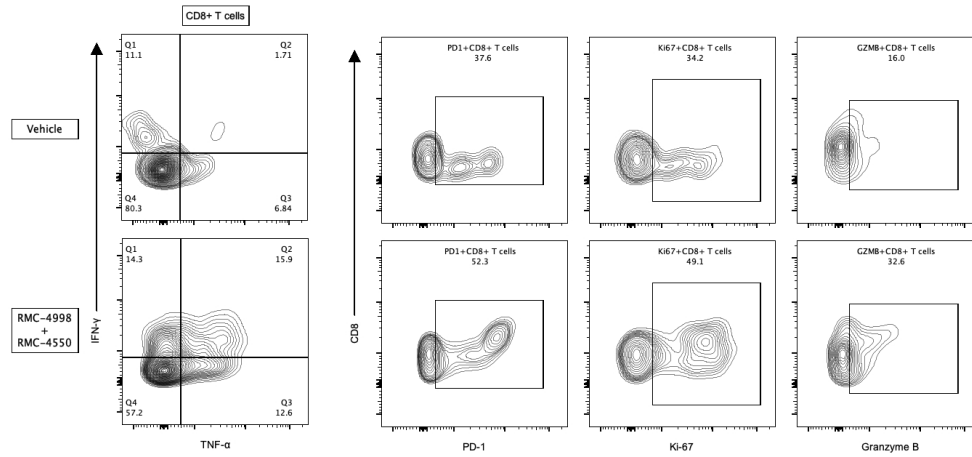 CD8+ T cells
Vehicle
IFN-γ
Q1
11.1
Q2
1.71
Q4
80.3
Q3
6.84
CD8
PD1+CD8+ T cells
37.6
Ki67+CD8+ T cells
34.2
GZMB+CD8+ T cells
16.0
RMC-4998
+
RMC-4550
Q1
14.3
Q2
15.9
Q4
57.2
Q3
12.6
PD1+CD8+ T cells
52.3
Ki67+CD8+ T cells
49.1
GZMB+CD8+ T cells
32.6
TNF-α
PD-1
Ki-67
Granzyme B